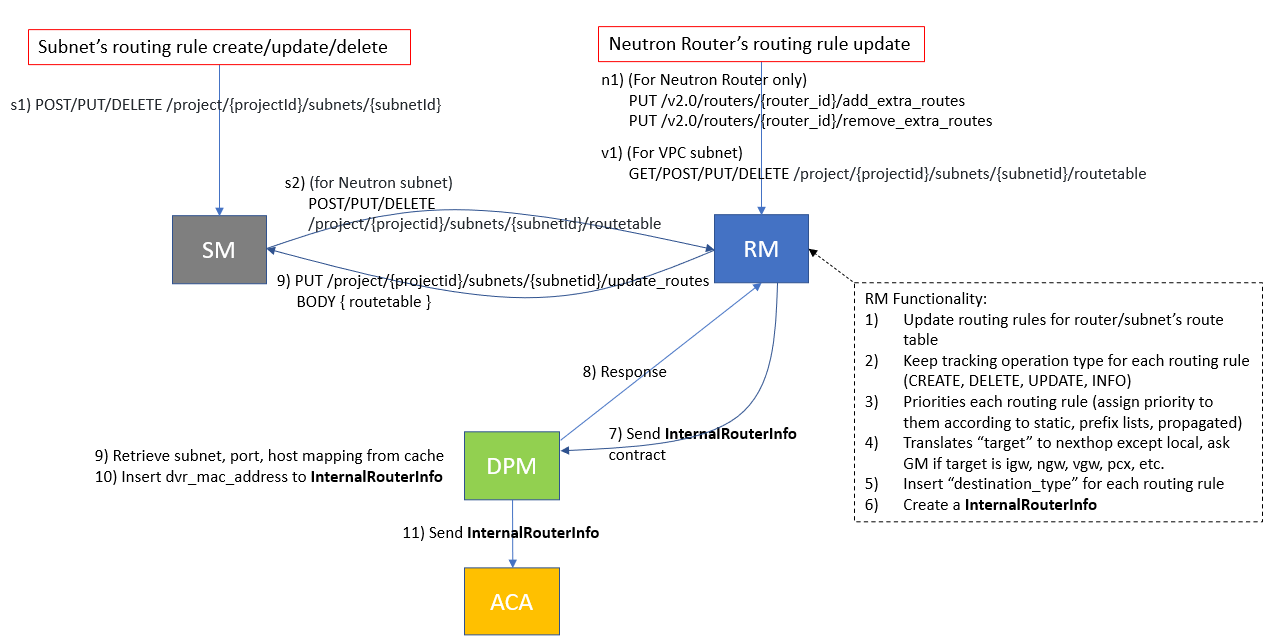 Subnet’s routing rule create/update/delete
Neutron Router’s routing rule update
s1) POST/PUT/DELETE /project/{projectId}/subnets/{subnetId}
n1) (For Neutron Router only)
PUT /v2.0/routers/{router_id}/add_extra_routes
PUT /v2.0/routers/{router_id}/remove_extra_routes
v1) (For VPC subnet)
GET/POST/PUT/DELETE /project/{projectid}/subnets/{subnetid}/routetable
s2) (for Neutron subnet)
POST/PUT/DELETE
/project/{projectid}/subnets/{subnetId}/routetable
SM
RM
9) PUT /project/{projectid}/subnets/{subnetid}/update_routes
BODY { routetable }
RM Functionality:
1) Update routing rules for router/subnet’s route
table
2) Keep tracking operation type for each routing rule
(CREATE, DELETE, UPDATE, INFO)
3) Priorities each routing rule (assign priority to
them according to static, prefix lists, propagated)
4) Translates “target” to nexthop except local, ask
GM if target is igw, ngw, vgw, pcx, etc.
5) Insert “destination_type” for each routing rule
6) Create a InternalRouterInfo
8) Response
7) Send InternalRouterInfo
contract
9) Retrieve subnet, port, host mapping from cache
10) Insert dvr_mac_address to InternalRouterInfo
DPM
11) Send InternalRouterInfo
ACA